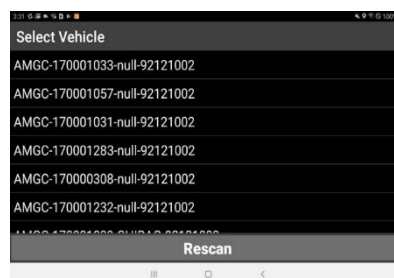 3:31
100%
Select Vehicle
AMGC-170001033-null-92121002
AMGC-170001057-null-92121002
AMGC-170001031-null-92121002
AMGC-170001283-null-92121002
AMGC-170000308-null-92121002
AMGC-170001232-null-92121002
Rescan